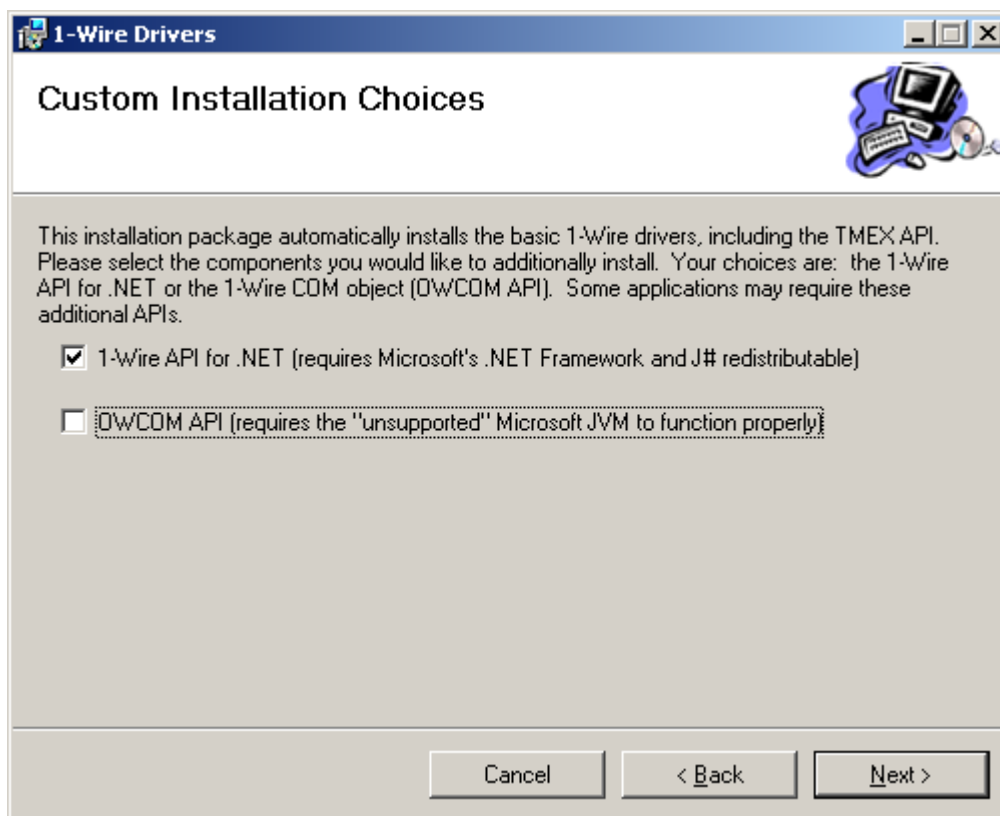 1-Wire Drivers
Custom Installation Choices
This installation package automatically installs the basic 1-Wire drivers, including the TMEX API.
Please select the components you would like to additionally install.  Your choices are:  the 1-Wire
API for .NET or the 1-Wire COM object (OWCOM API).  Some applications may require these
additional APIs.
1-Wire API for .NET (requires Microsoft's .NET Framework and J# redistributable)
OWCOM API (requires the "unsupported" Microsoft JVM to function properly)
Cancel
< Back
Next >